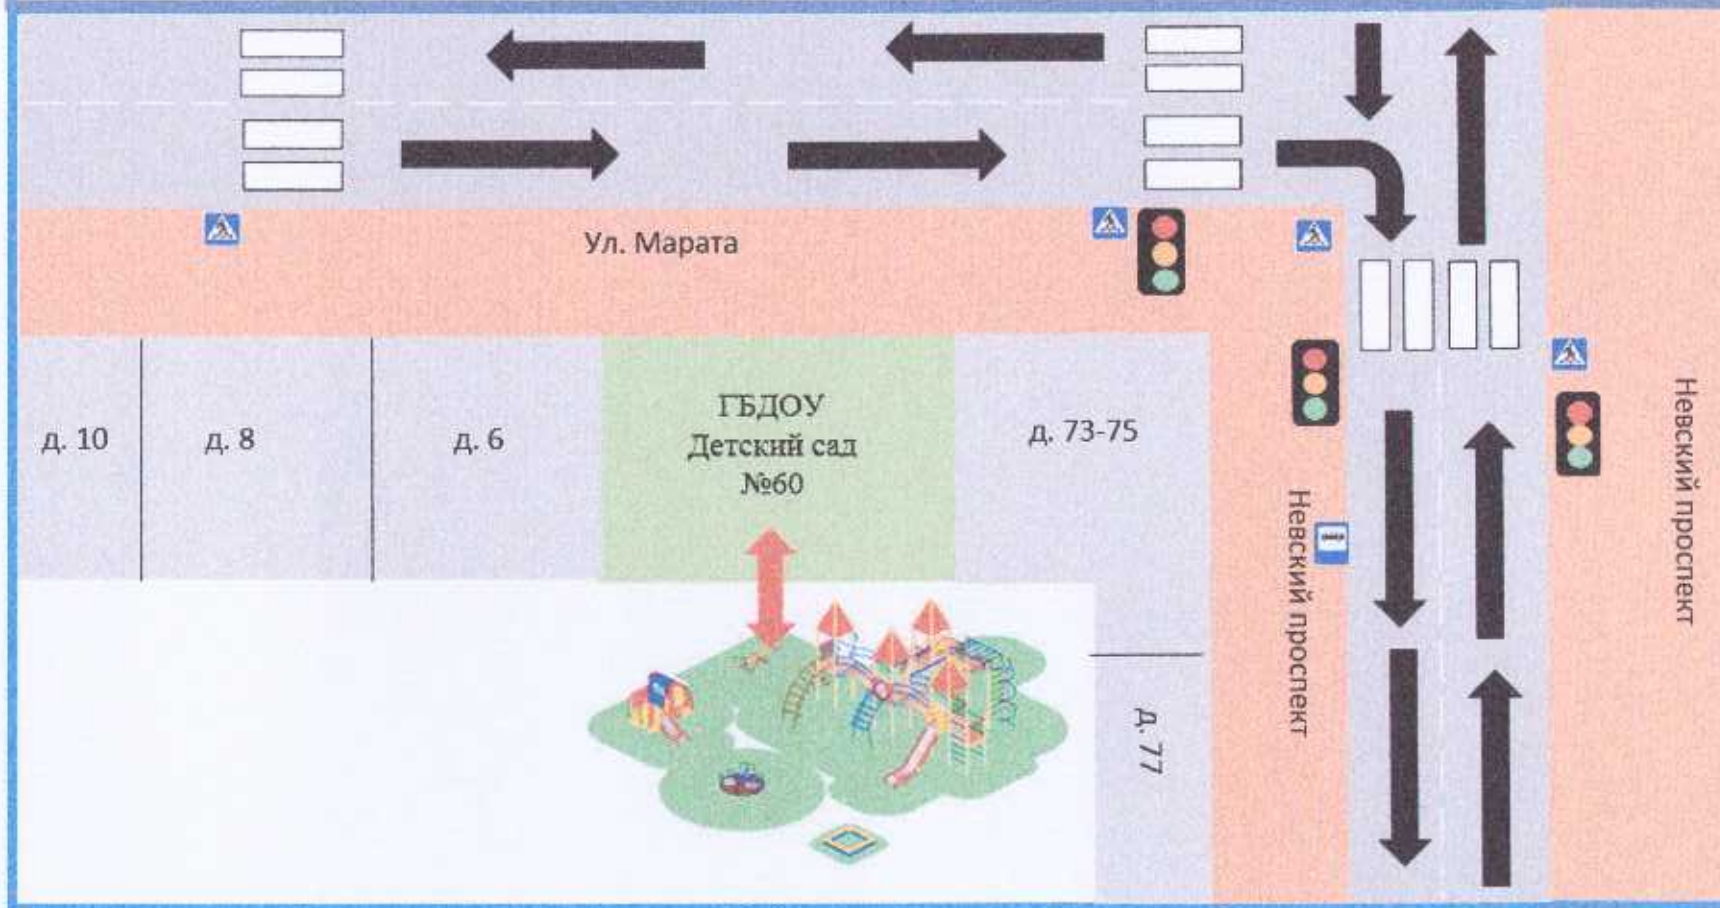 Ул. Марата
д. 10
д. 8
д. 6
ГБДОУ
Детский сад
№60
д. 73-75
Невский проспект
Невский проспект
д. 77